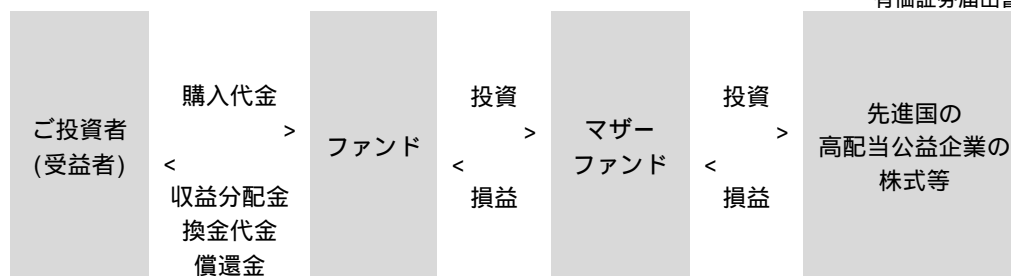 ご投資者
(受益者)
購入代金
>
<
収益分配金
換金代金
償還金
ファンド
投資
>
<
損益
マザー
ファンド
投資
>
<
損益
先進国の
高配当公益企業の
株式等